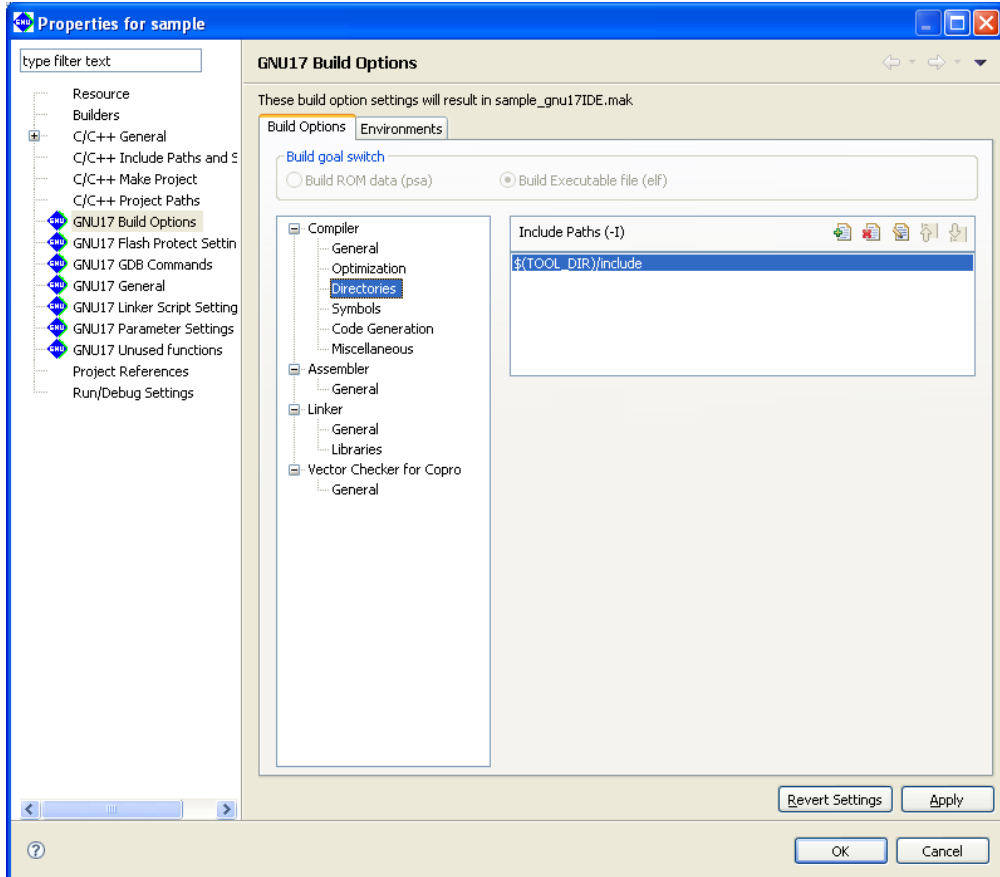 Properties for sample
type filter text
Resource
Builders
C/C++ General
C/C++ Include Paths and S
C/C++ Make Project
C/C++ Project Paths
GNU17 Build Options
GNU17 Flash Protect Settin
GNU17 GDB Commands
GNU17 General
GNU17 Linker Script Setting
GNU17 Parameter Settings
GNU17 Unused functions
Project References
Run/Debug Settings
GNU17 Build Options
These build option settings will result in sample_gnu17IDE.mak
Build Options
Environments
Build goal switch
Build ROM data (psa)
Build Executable file (elf)
Compiler
General
Optimization
Directories
Symbols
Code Generation
Miscellaneous
Assembler
General
Linker
General
Libraries
Vector Checker for Copro
General
Include Paths (-I)
$(TOOL_DIR)/include
Revert Settings
Apply
OK
Cancel